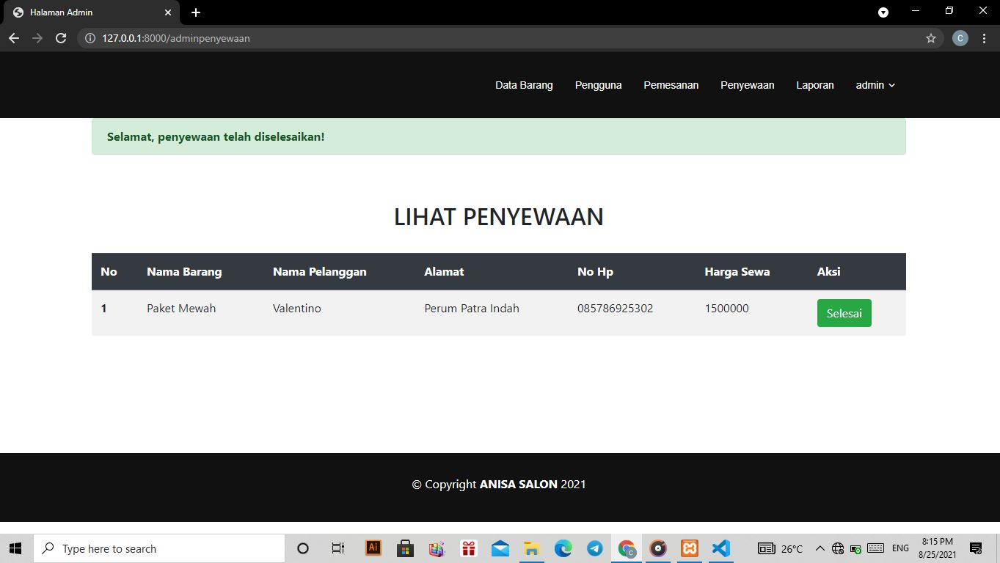 Halaman Admin
127.0.0.1:8000/adminpenyewaan
C
Data Barang Pengguna Pemesanan Penyewaan Laporan admin
Selamat, penyewaan telah diselesaikan!
LIHAT PENYEWAAN
No Nama Barang Nama Pelanggan Alamat No Hp Harga Sewa Aksi
1 Paket Mewah Valentino Perum Patra Indah 085786925302 1500000 Selesai
© Copyright ANISA SALON 2021
Type here to search Ai C 26°C ENG 8:15 PM
8/25/2021